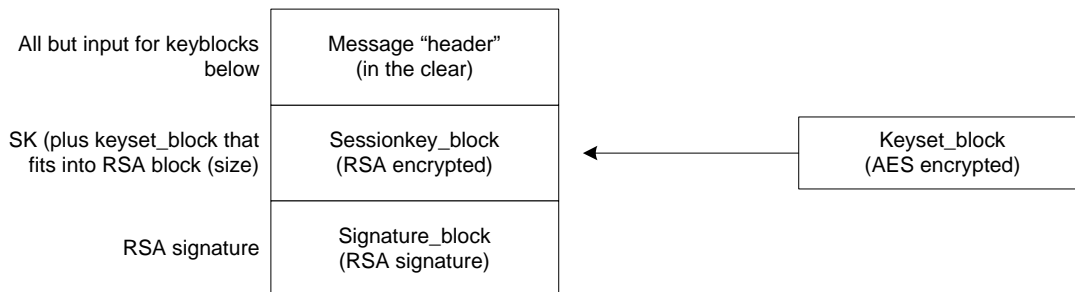 All but input for keyblocks
below
Message “header”
(in the clear)
SK (plus keyset_block that
fits into RSA block (size)
Sessionkey_block
(RSA encrypted)
Keyset_block
(AES encrypted)
RSA signature
Signature_block
(RSA signature)